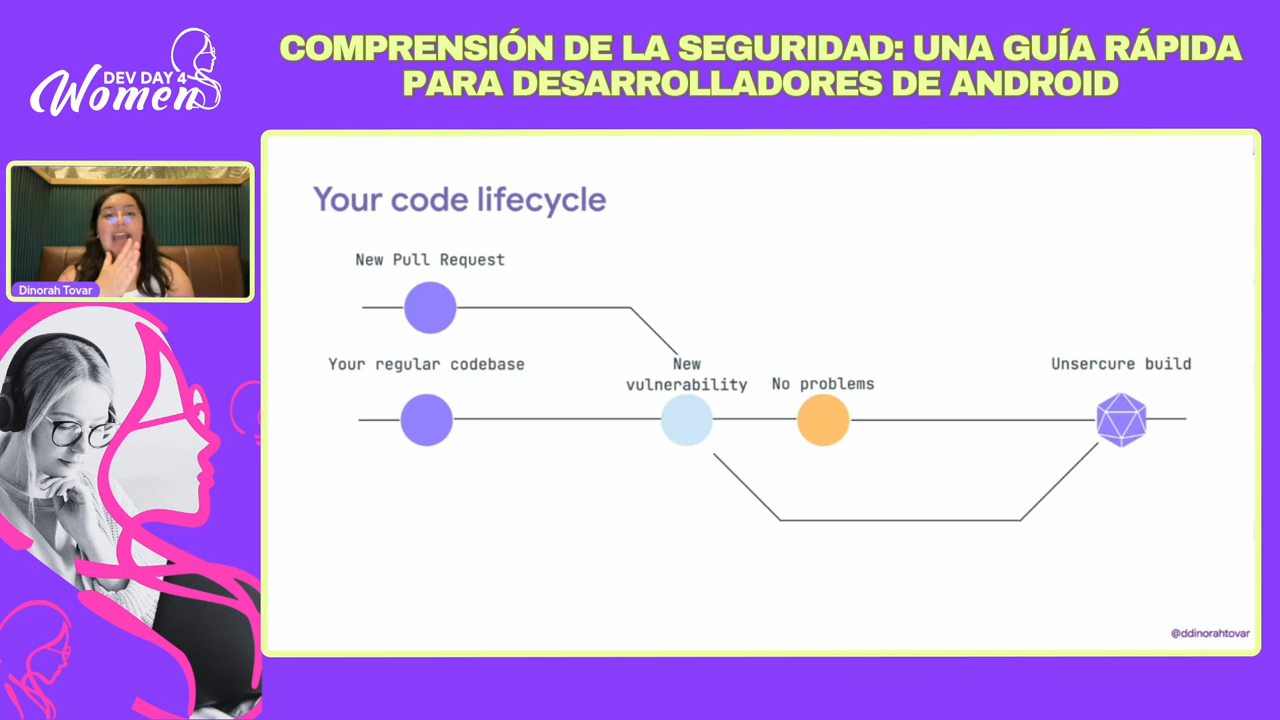 DEV DAY 4
Women
COMPRENSIÓN DE LA SEGURIDAD: UNA GUÍA RÁPIDA
PARA DESARROLLADORES DE ANDROID
Dinorah Tovar
Your code lifecycle
New Pull Request
Your regular codebase
New
vulnerability
No problems
Unsercure build
@ddinorahtovar